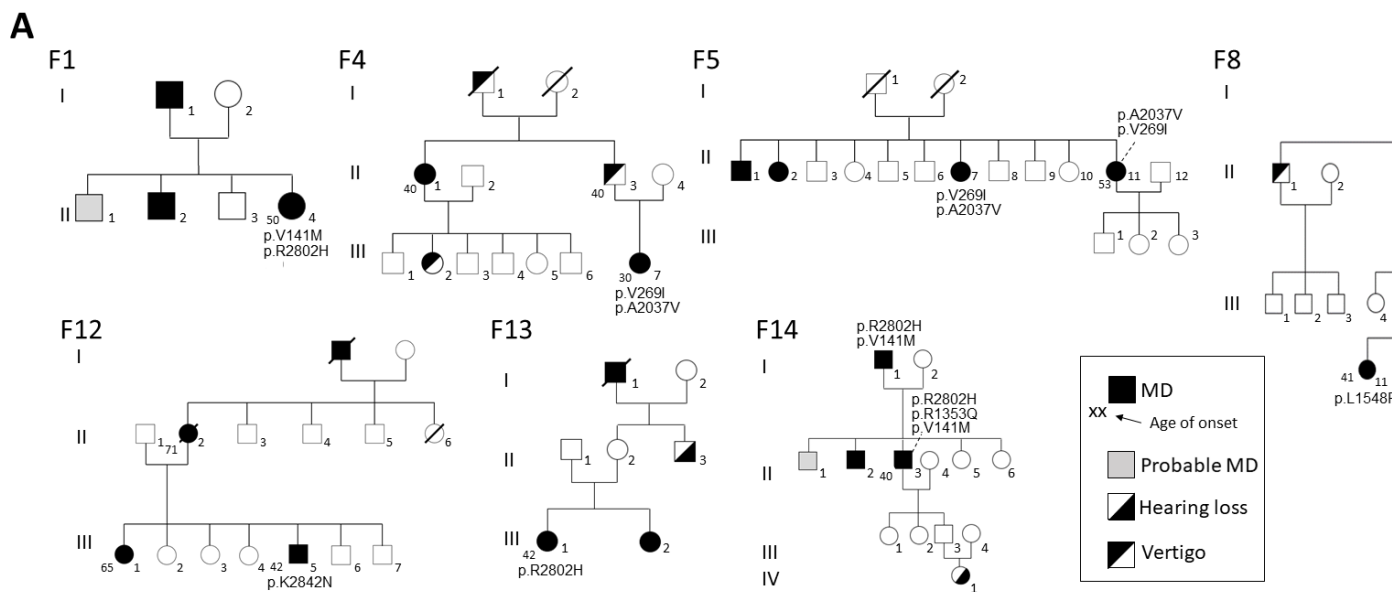 A
F1
I
1
2
II
1
2
3
50
4
p.V141M
p.R2802H
F4
I
1
2
II
40
1
2
40
3
4
III
1
2
3
4
5
6
30
7
p.V269I
p.A2037V
F5
I
1
2
p.A2037V
p.V269I
II
1
2
3
4
5
6
7
8
9
10
53
11
12
p.V269I
p.A2037V
III
1
2
3
F8
I
II
1
2
III
1
2
3
4
41
11
p.L1548F
F12
I
II
1
71
2
3
4
5
6
III
65
1
2
3
4
42
5
6
7
p.K2842N
F13
I
1
2
II
1
2
3
III
42
1
2
p.R2802H
F14
p.R2802H
p.V141M
I
1
2
p.R2802H
p.R1353Q
p.V141M
II
1
2
40
3
4
5
6
III
1
2
3
4
IV
1
MD
xx
Age of onset
Probable MD
Hearing loss
Vertigo